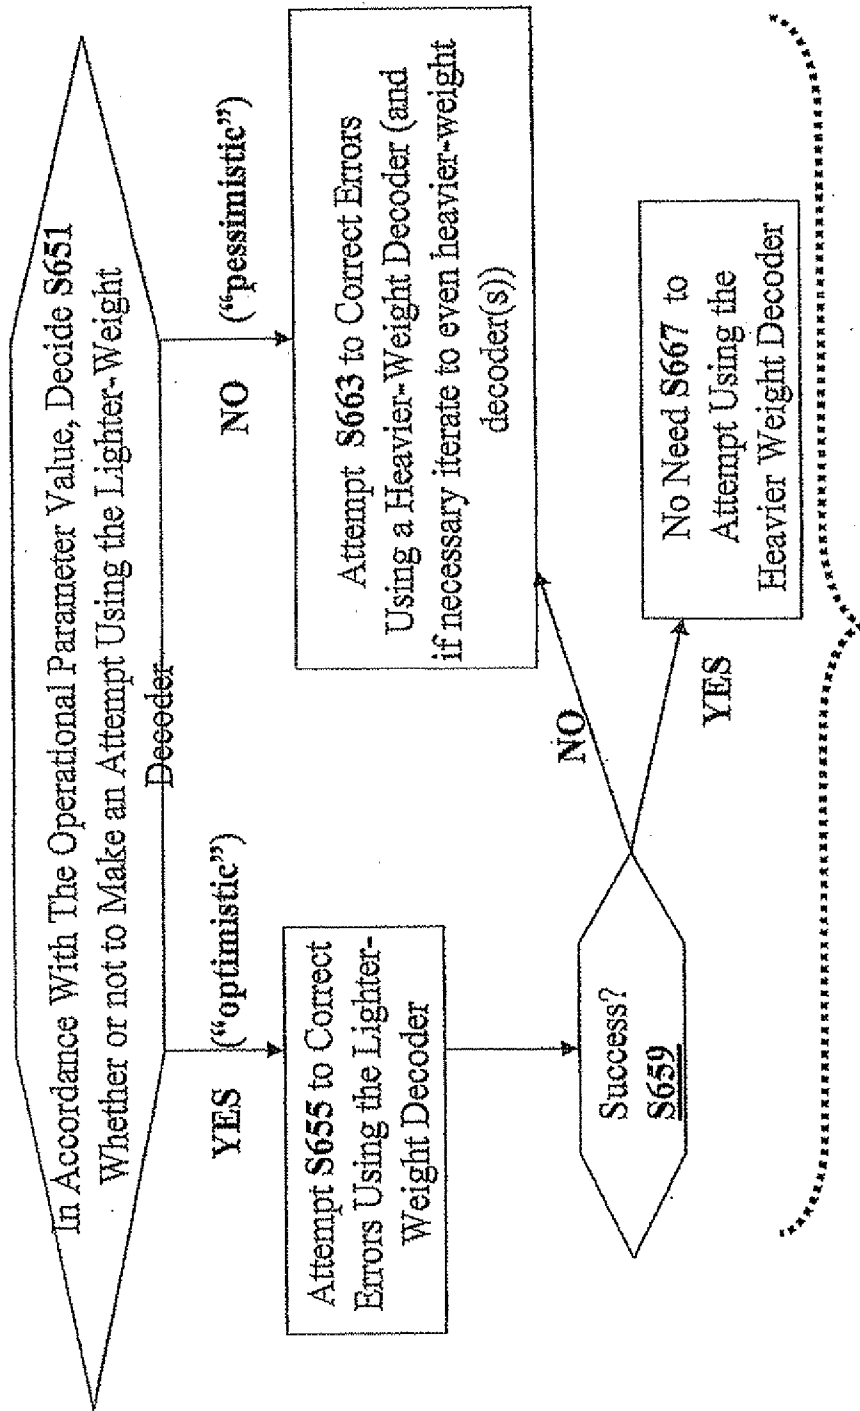 In Accordance With The Operational Parameter Value, Decide S651
Whether or not to Make an Attempt Using the Lighter-Weight
Decoder
YES ("optimistic")
NO ("pessimistic")
Attempt S655 to Correct
Errors Using the Lighter-
Weight Decoder
Attempt S663 to Correct Errors
Using a Heavier-Weight Decoder (and
if necessary iterate to even heavier-weight
decoder(s))
Success?
S659
NO
YES
No Need S667 to
Attempt Using the
Heavier Weight Decoder